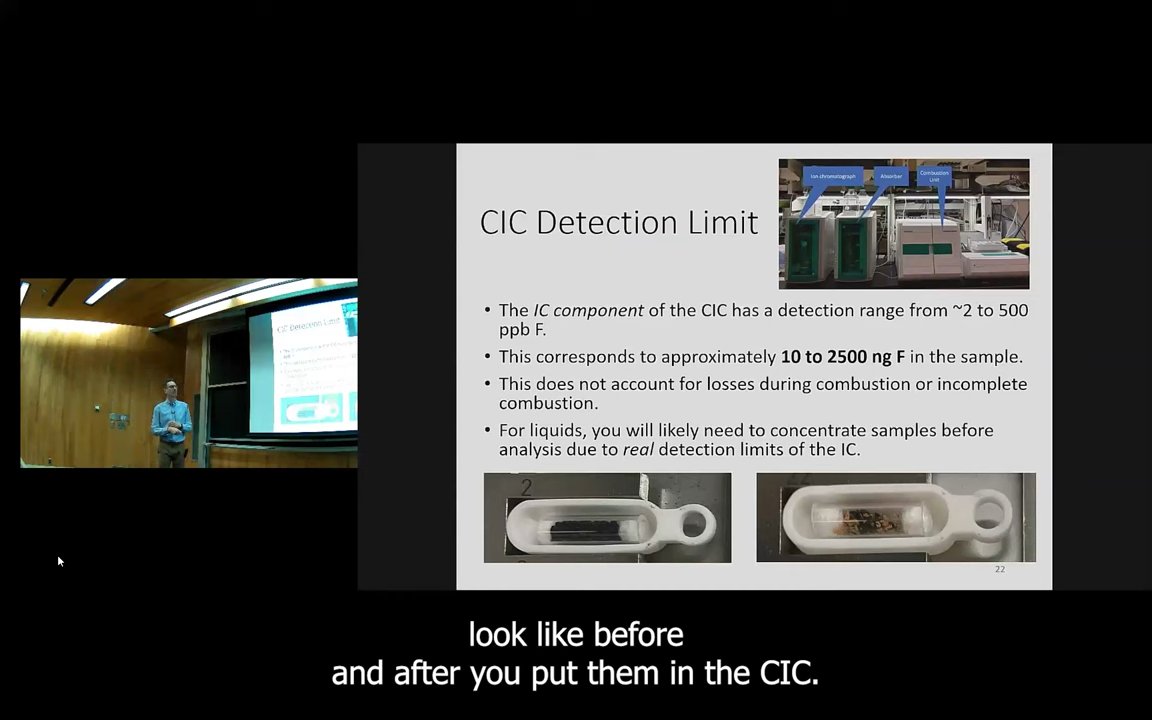 Ion chromatograph
Absorber
Combustion
Unit
CIC Detection Limit
• The IC component of the CIC has a detection range from ~2 to 500
ppb F.
• This corresponds to approximately 10 to 2500 ng F in the sample.
• This does not account for losses during combustion or incomplete
combustion.
• For liquids, you will likely need to concentrate samples before
analysis due to real detection limits of the IC.
2
22
CIC Detection Limit
look like before
and after you put them in the CIC.